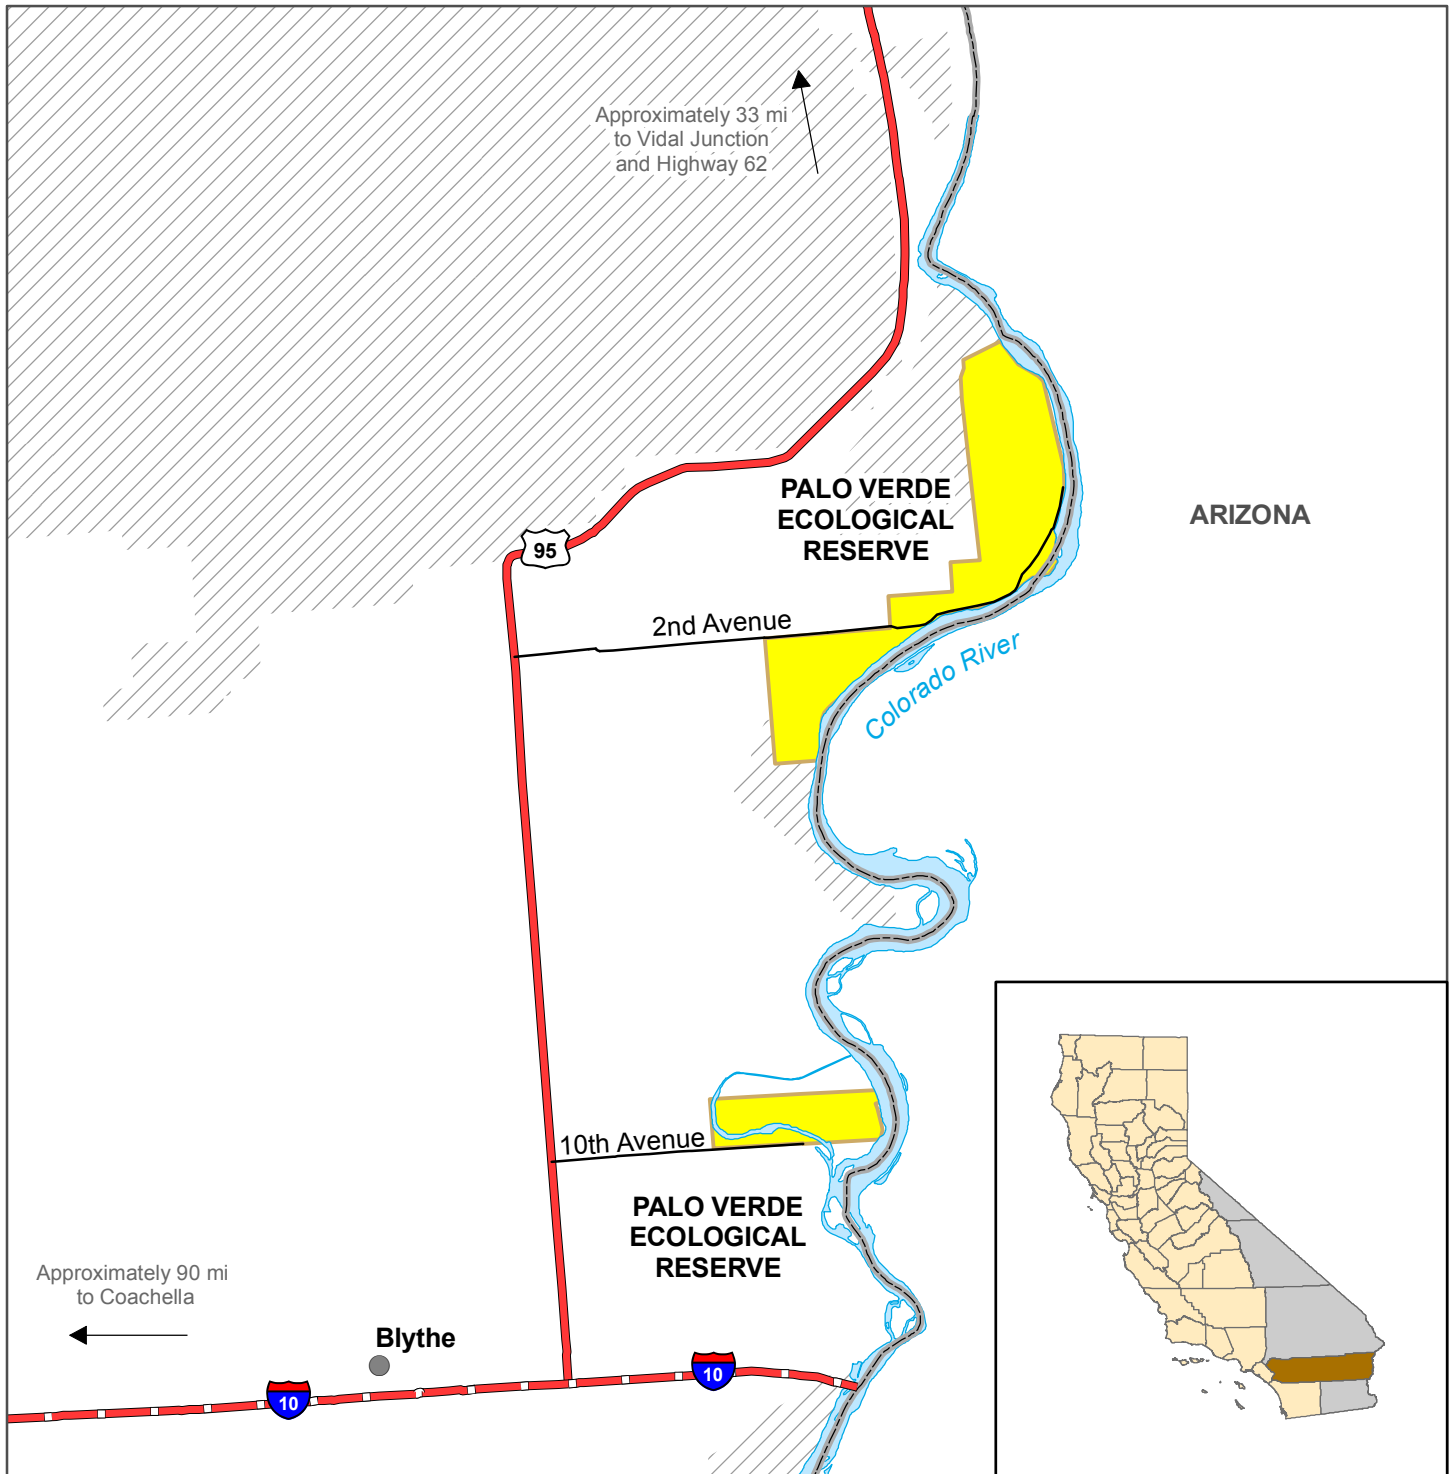 Approximately 33 mi
to Vidal Junction
and Highway 62
PALO VERDE
ECOLOGICAL
RESERVE
ARIZONA
95
2nd Avenue
Colorado River
10th Avenue
PALO VERDE
ECOLOGICAL
RESERVE
Approximately 90 mi
to Coachella
Blythe
10
10